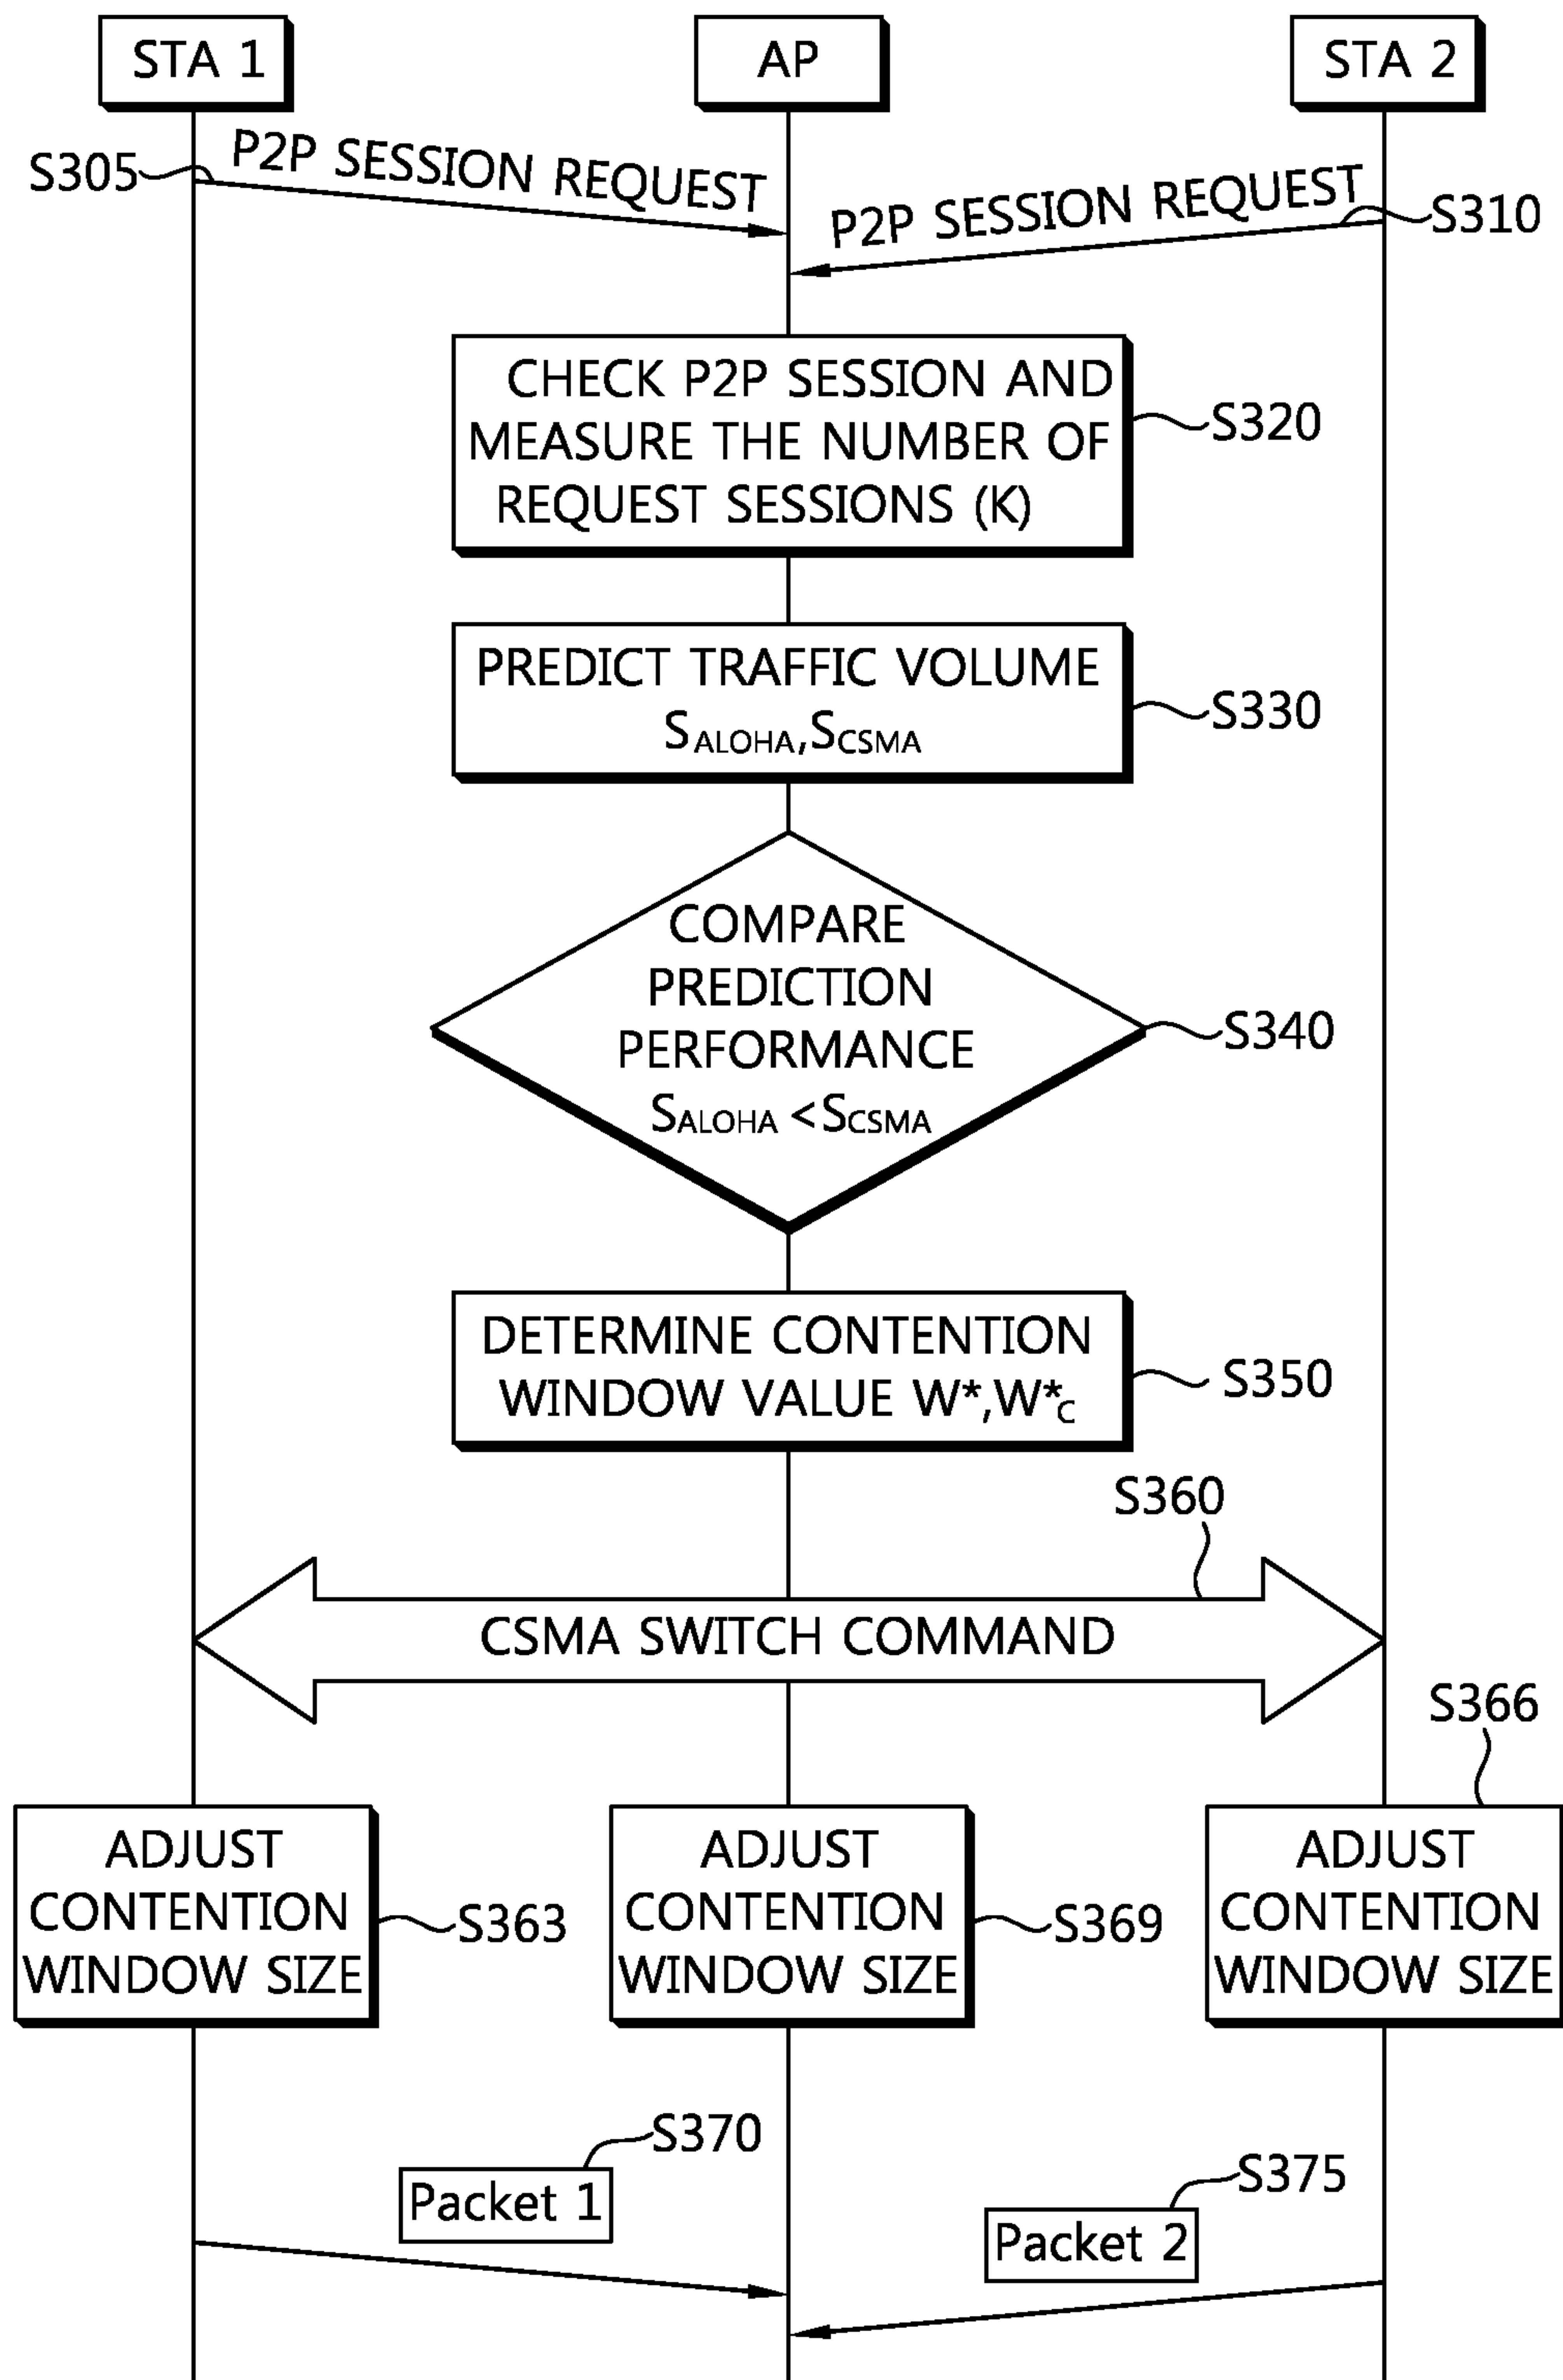 STA 1
AP
STA 2
S305
P2P SESSION REQUEST
P2P SESSION REQUEST
S310
CHECK P2P SESSION AND
MEASURE THE NUMBER OF
REQUEST SESSIONS (K)
S320
PREDICT TRAFFIC VOLUME
SALOHA,SCSMA
S330
COMPARE
PREDICTION
PERFORMANCE
SALOHA <SCSMA
S340
DETERMINE CONTENTION
WINDOW VALUE W*,W*C
S350
S360
CSMA SWITCH COMMAND
S366
ADJUST
CONTENTION
WINDOW SIZE
S363
ADJUST
CONTENTION
WINDOW SIZE
S369
ADJUST
CONTENTION
WINDOW SIZE
S370
Packet 1
S375
Packet 2